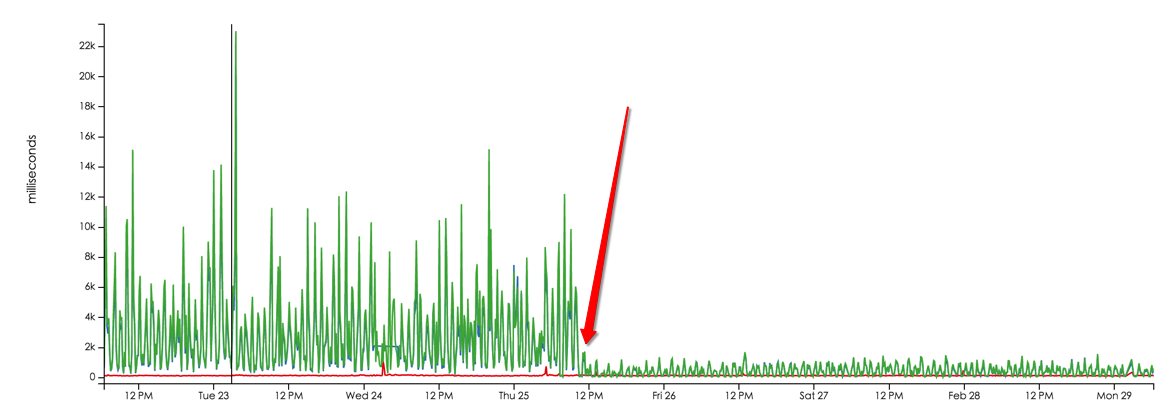 milliseconds
22k
20k
18k
16k
14k
12k
10k
8k
6k
4k
2k
0
12 PM
Tue 23
12 PM
Wed 24
12 PM
Thu 25
12 PM
Fri 26
12 PM
Sat 27
12 PM
Feb 28
12 PM
Mon 29